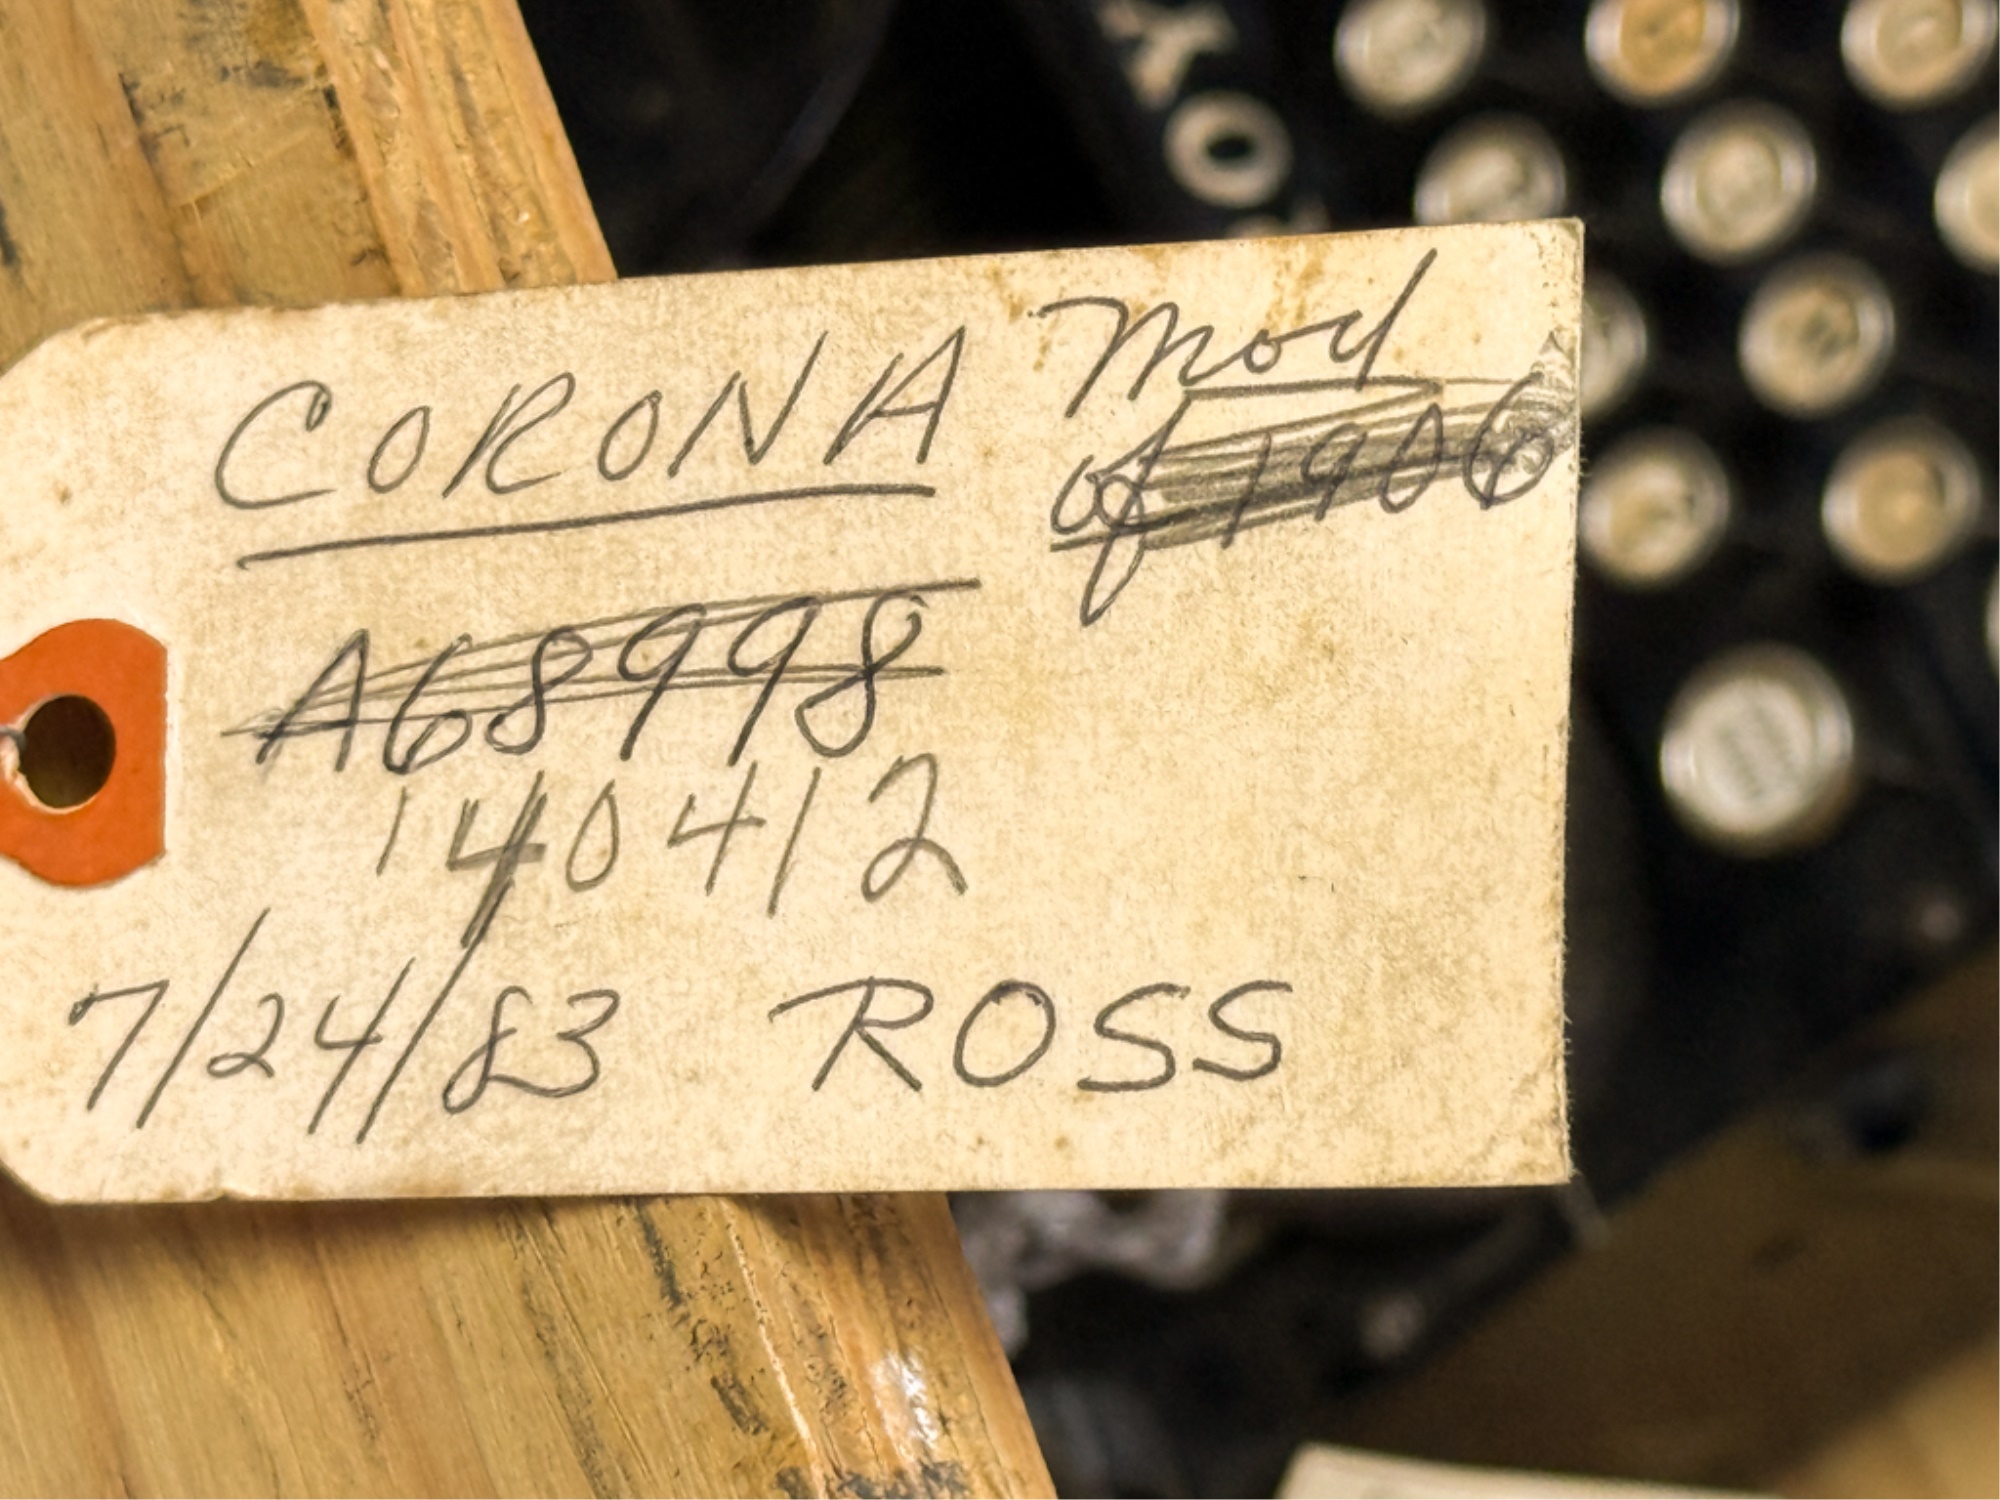 CORONA Mod
of 1906
A68998
140412
7/24/83 ROSS